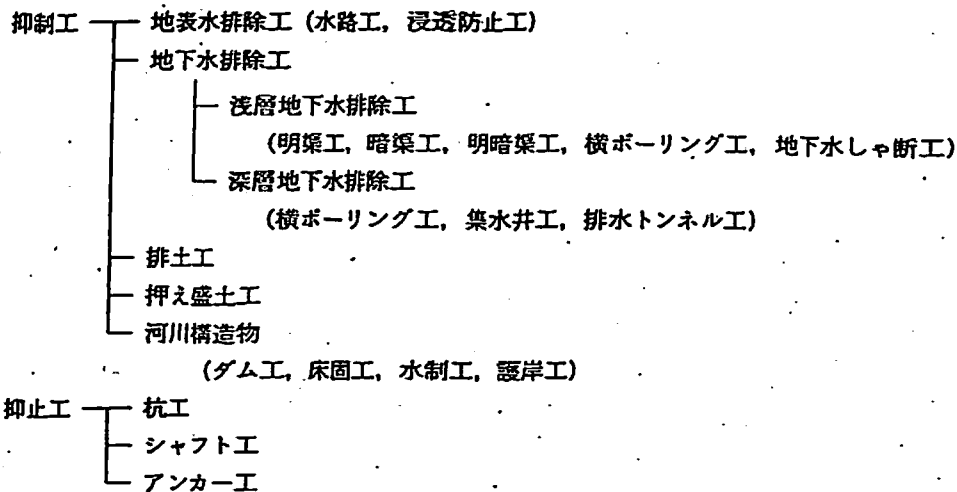 抑制工 地表水排除工 (水路工, 浸透防止工)
地下水排除工
浅層地下水排除工
(明渠工, 暗渠工, 明暗渠工, 横ボーリング工, 地下水しゃ断工)
深層地下水排除工
(横ボーリング工, 集水井工, 排水トンネル工)
排土工
押え盛土工
河川構造物
(ダム工, 床固工, 水制工, 護岸工)
抑止工 杭工
シャフト工
アンカー工